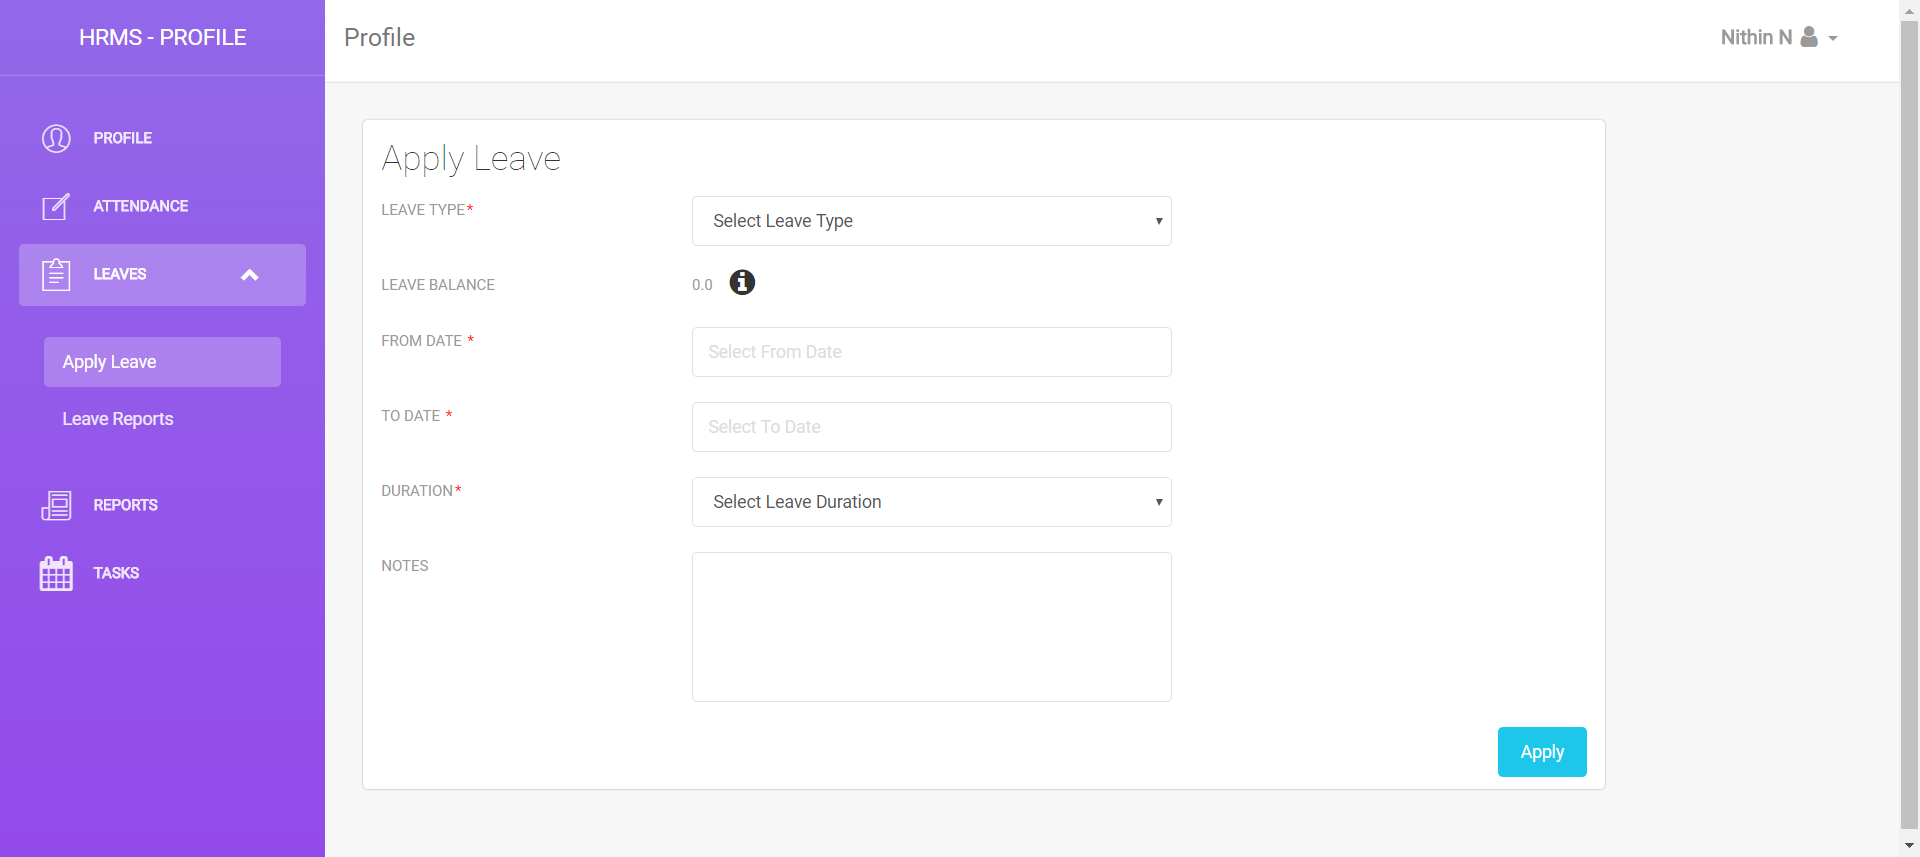 HRMS - PROFILE
Profile
Nithin N
PROFILE
ATTENDANCE
LEAVES
Apply Leave
Leave Reports
REPORTS
TASKS
Apply Leave
LEAVE TYPE*
Select Leave Type
LEAVE BALANCE
0.0
FROM DATE *
Select From Date
TO DATE *
Select To Date
DURATION*
Select Leave Duration
NOTES
Apply